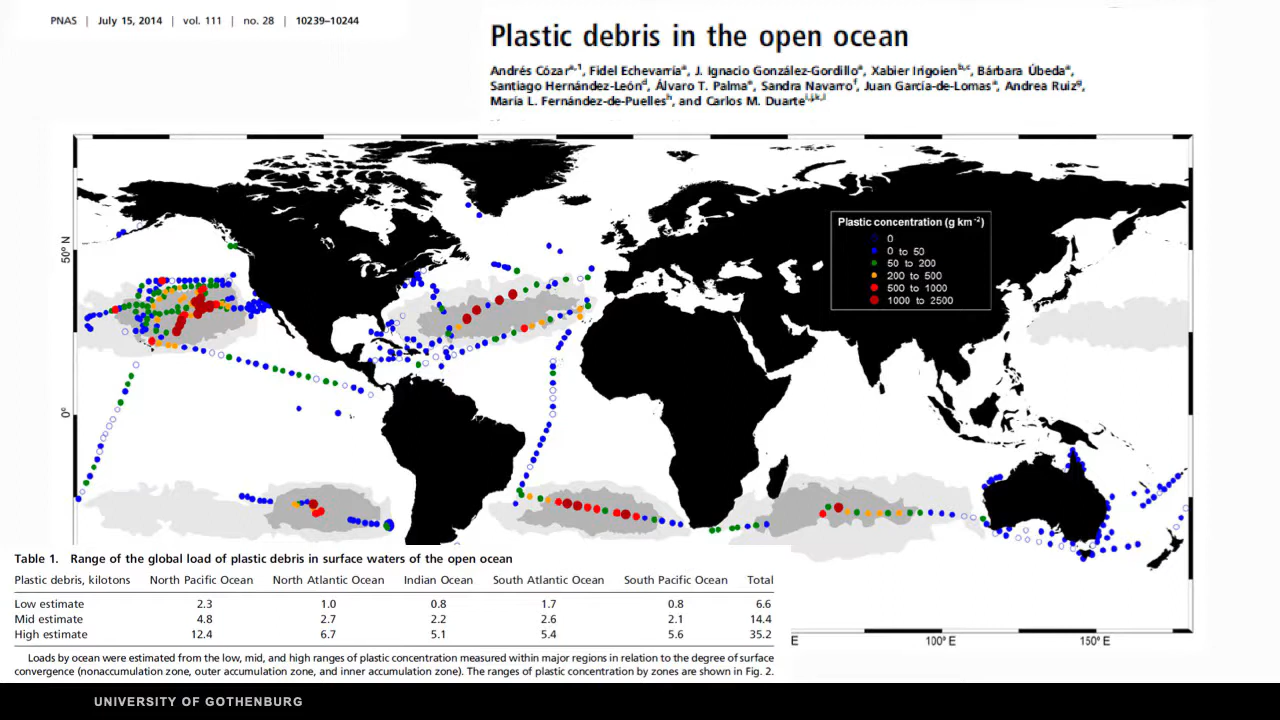 PNAS | July 15, 2014 | vol. 111 | no. 28 | 10239–10244
Plastic debris in the open ocean
Andrés Cózar^a,1, Fidel Echevarría^a, J. Ignacio González-Gordillo^a, Xabier Irigoien^b,c, Bárbara Úbeda^a,
Santiago Hernández-León^d, Álvaro T. Palma^e, Sandra Navarro^f, Juan García-de-Lomas^a, Andrea Ruiz^g,
María L. Fernández-de-Puelles^h, and Carlos M. Duarte^i,j,k,l
Plastic concentration (g km⁻²)
0
0 to 50
50 to 200
200 to 500
500 to 1000
1000 to 2500
50° N
0°
E
100° E
150° E
Table 1. Range of the global load of plastic debris in surface waters of the open ocean
Plastic debris, kilotons North Pacific Ocean North Atlantic Ocean Indian Ocean South Atlantic Ocean South Pacific Ocean Total
Low estimate 2.3 1.0 0.8 1.7 0.8 6.6
Mid estimate 4.8 2.7 2.2 2.6 2.1 14.4
High estimate 12.4 6.7 5.1 5.4 5.6 35.2
Loads by ocean were estimated from the low, mid, and high ranges of plastic concentration measured within major regions in relation to the degree of surface
convergence (nonaccumulation zone, outer accumulation zone, and inner accumulation zone). The ranges of plastic concentration by zones are shown in Fig. 2.
UNIVERSITY OF GOTHENBURG